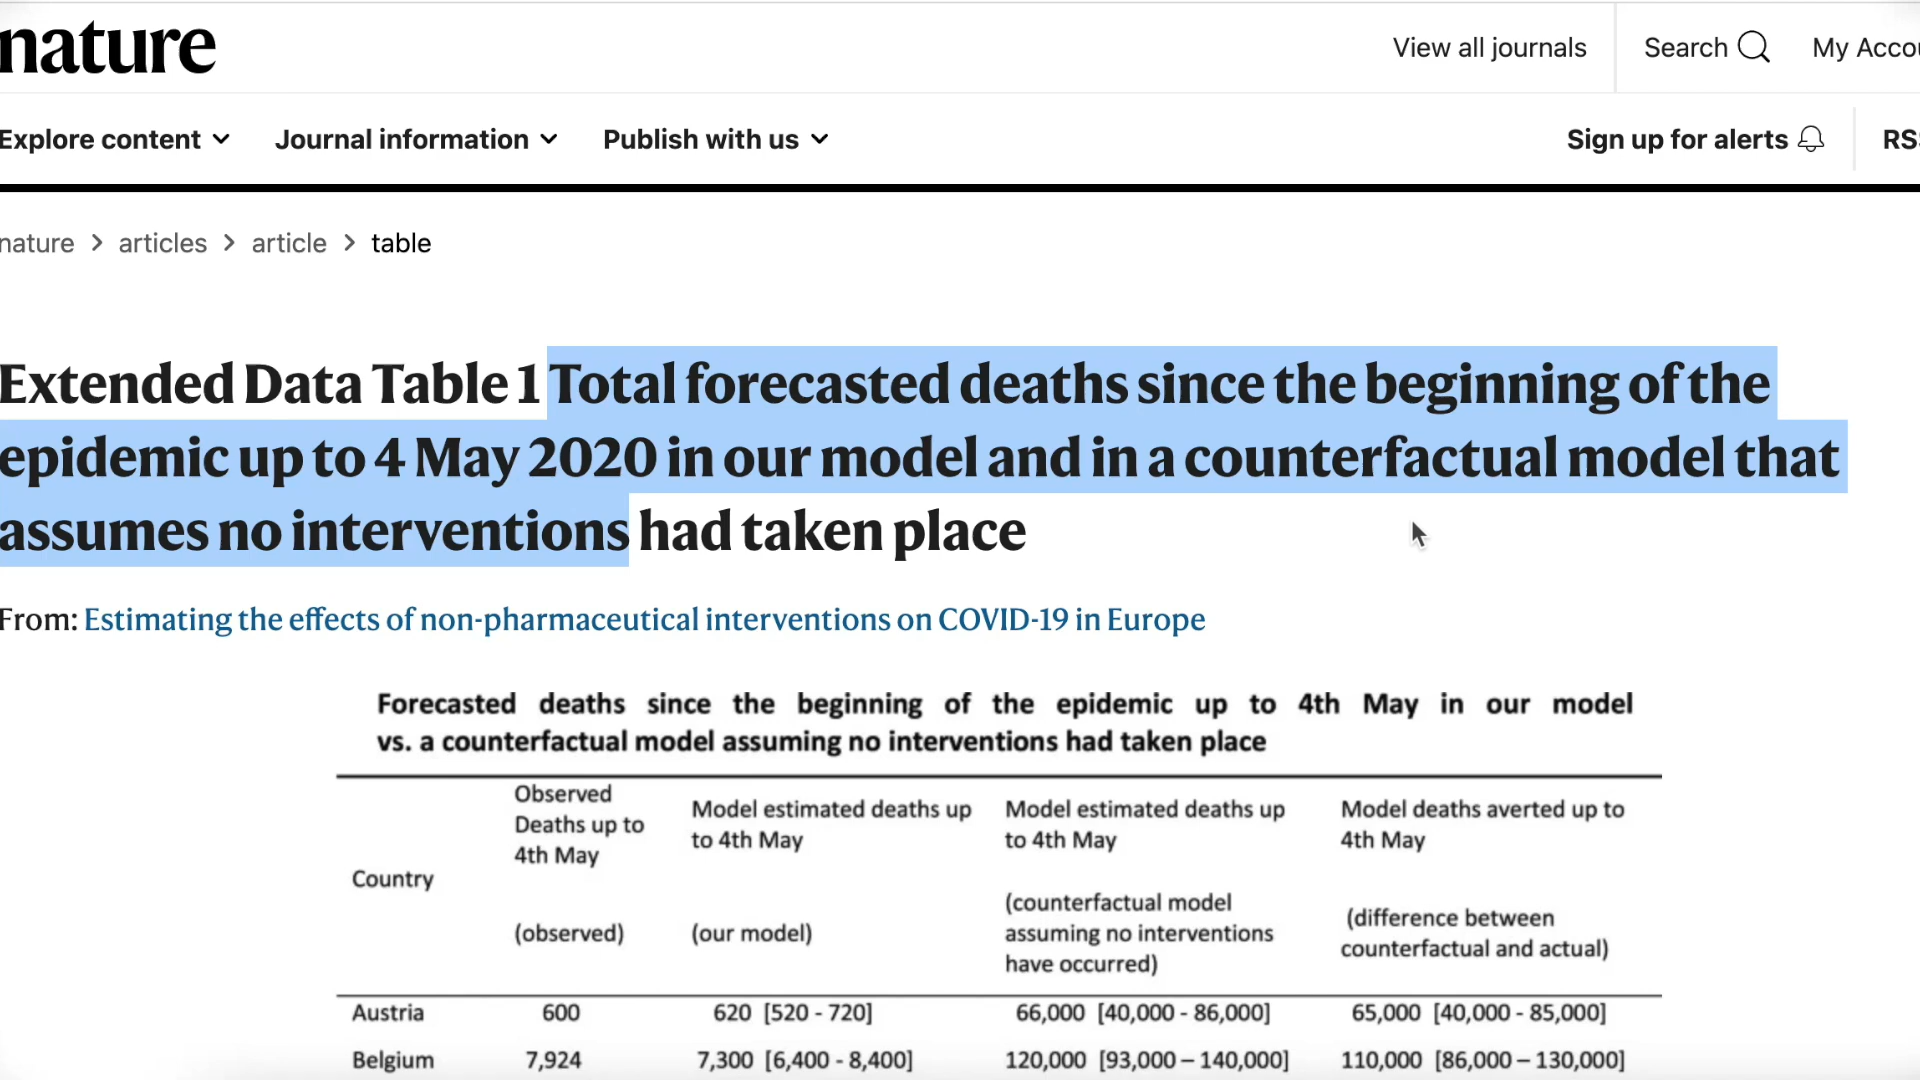 nature
View all journals
Search
My Accou
Explore content
Journal information
Publish with us
Sign up for alerts
RSS
nature > articles > article > table
Extended Data Table 1 Total forecasted deaths since the beginning of the
epidemic up to 4 May 2020 in our model and in a counterfactual model that
assumes no interventions had taken place
From: Estimating the effects of non-pharmaceutical interventions on COVID-19 in Europe
Forecasted deaths since the beginning of the epidemic up to 4th May in our model
vs. a counterfactual model assuming no interventions had taken place
Country
Observed
Deaths up to
4th May
(observed)
Model estimated deaths up
to 4th May
(our model)
Model estimated deaths up
to 4th May
(counterfactual model
assuming no interventions
have occurred)
Model deaths averted up to
4th May
(difference between
counterfactual and actual)
Austria 600 620 [520 - 720] 66,000 [40,000 - 86,000] 65,000 [40,000 - 85,000]
Belgium 7,924 7,300 [6,400 - 8,400] 120,000 [93,000 – 140,000] 110,000 [86,000 – 130,000]